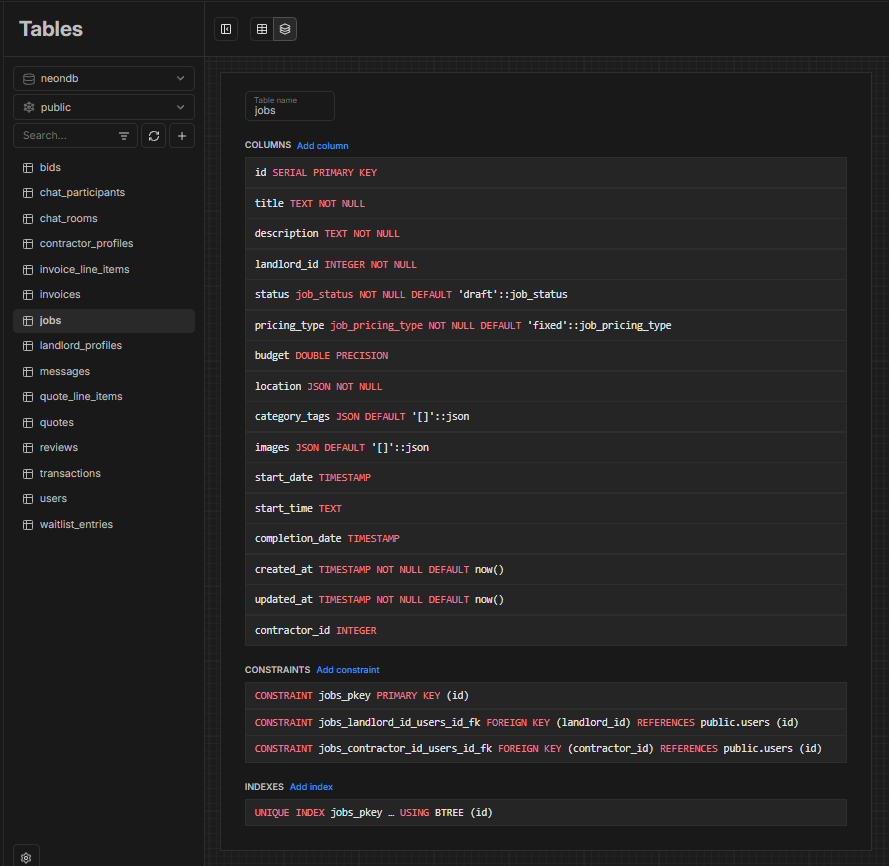 Tables
neondb
public
Search...
bids
chat_participants
chat_rooms
contractor_profiles
invoice_line_items
invoices
jobs
landlord_profiles
messages
quote_line_items
quotes
reviews
transactions
users
waitlist_entries
Table name
jobs
COLUMNS Add column
id SERIAL PRIMARY KEY
title TEXT NOT NULL
description TEXT NOT NULL
landlord_id INTEGER NOT NULL
status job_status NOT NULL DEFAULT 'draft'::job_status
pricing_type job_pricing_type NOT NULL DEFAULT 'fixed'::job_pricing_type
budget DOUBLE PRECISION
location JSON NOT NULL
category_tags JSON DEFAULT '[]'::json
images JSON DEFAULT '[]'::json
start_date TIMESTAMP
start_time TEXT
completion_date TIMESTAMP
created_at TIMESTAMP NOT NULL DEFAULT now()
updated_at TIMESTAMP NOT NULL DEFAULT now()
contractor_id INTEGER
CONSTRAINTS Add constraint
CONSTRAINT jobs_pkey PRIMARY KEY (id)
CONSTRAINT jobs_landlord_id_users_id_fk FOREIGN KEY (landlord_id) REFERENCES public.users (id)
CONSTRAINT jobs_contractor_id_users_id_fk FOREIGN KEY (contractor_id) REFERENCES public.users (id)
INDEXES Add index
UNIQUE INDEX jobs_pkey … USING BTREE (id)